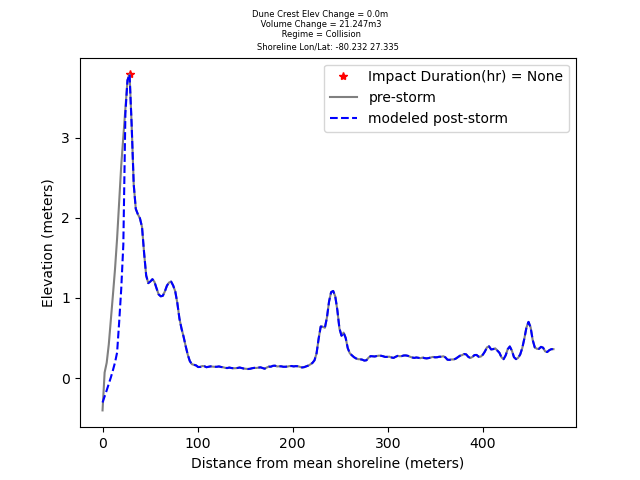 Dune Crest Elev Change = 0.0m
Volume Change = 21.247m3
Regime = Collision
Shoreline Lon/Lat: -80.232 27.335
Impact Duration(hr) = None
pre-storm
modeled post-storm
3
2
1
0
Elevation (meters)
0 100 200 300 400
Distance from mean shoreline (meters)